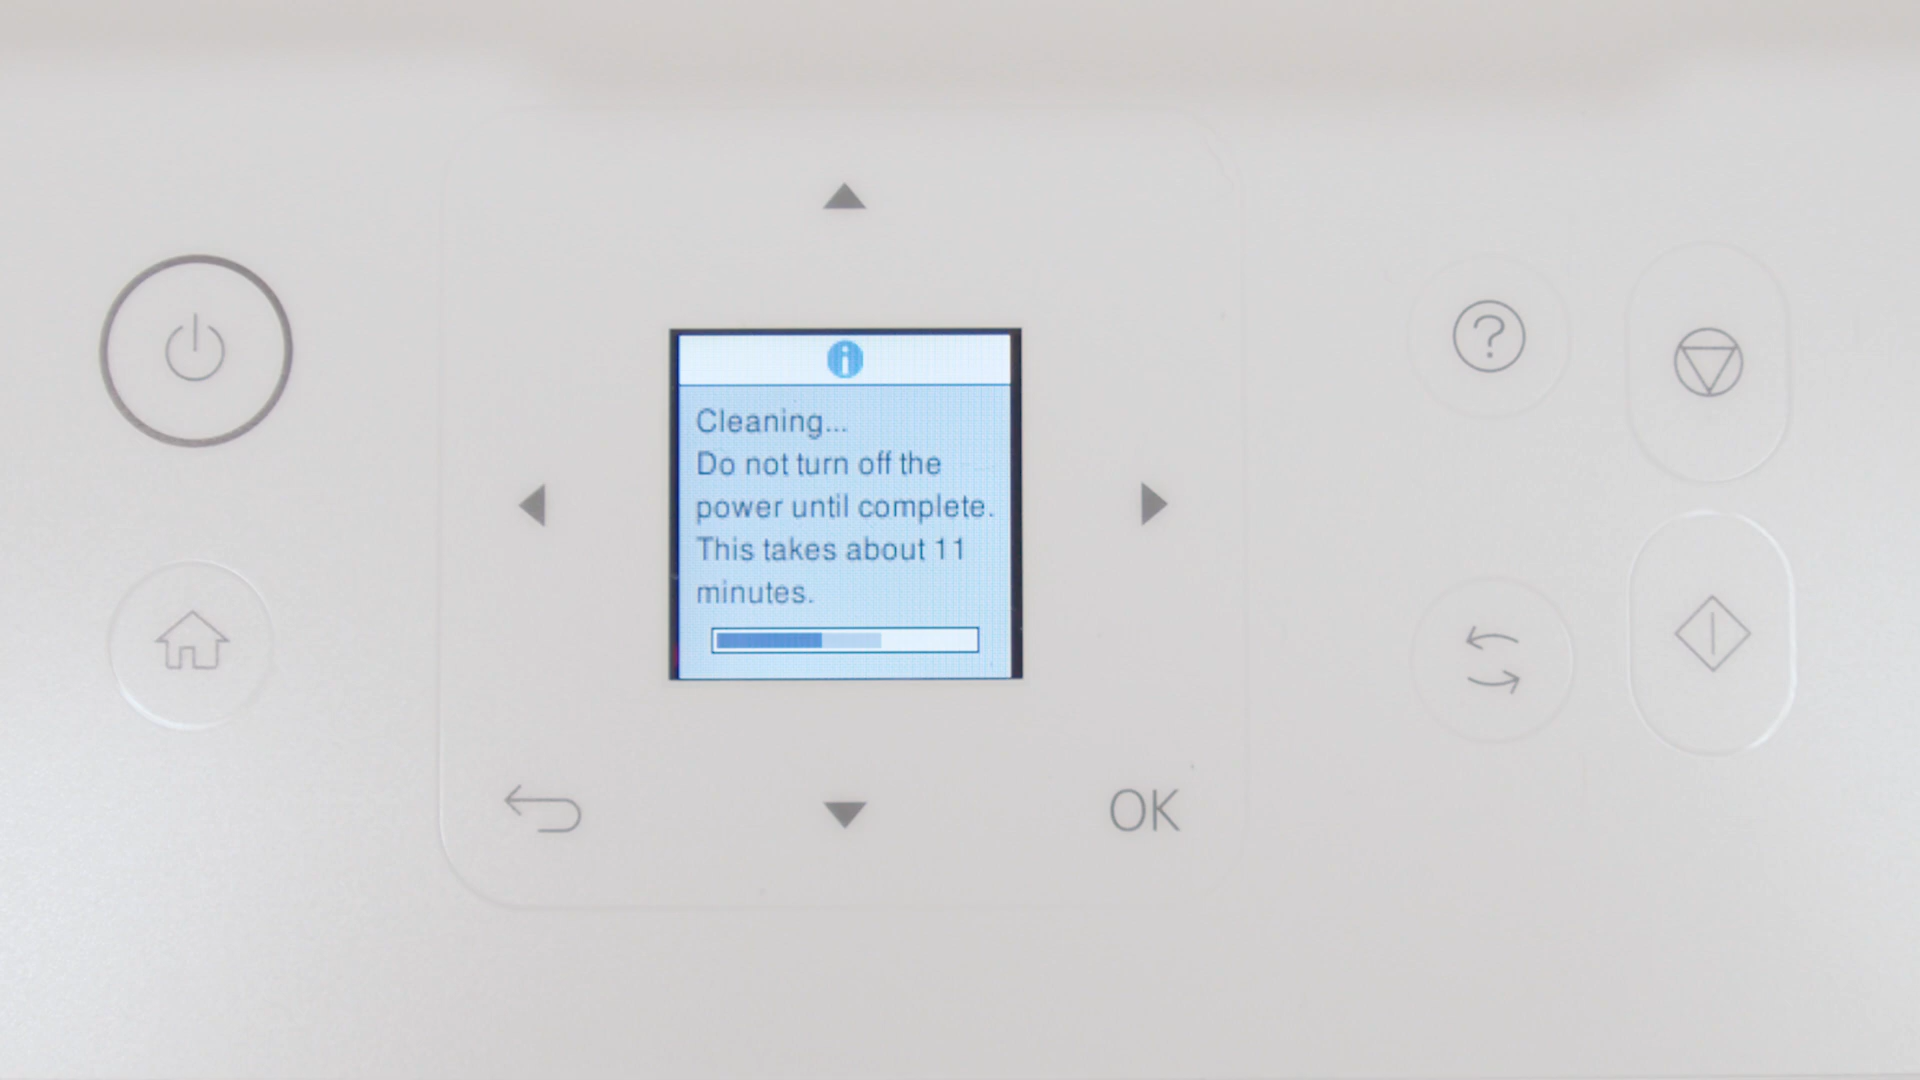 Cleaning...
Do not turn off the
power until complete.
This takes about 11
minutes.
OK